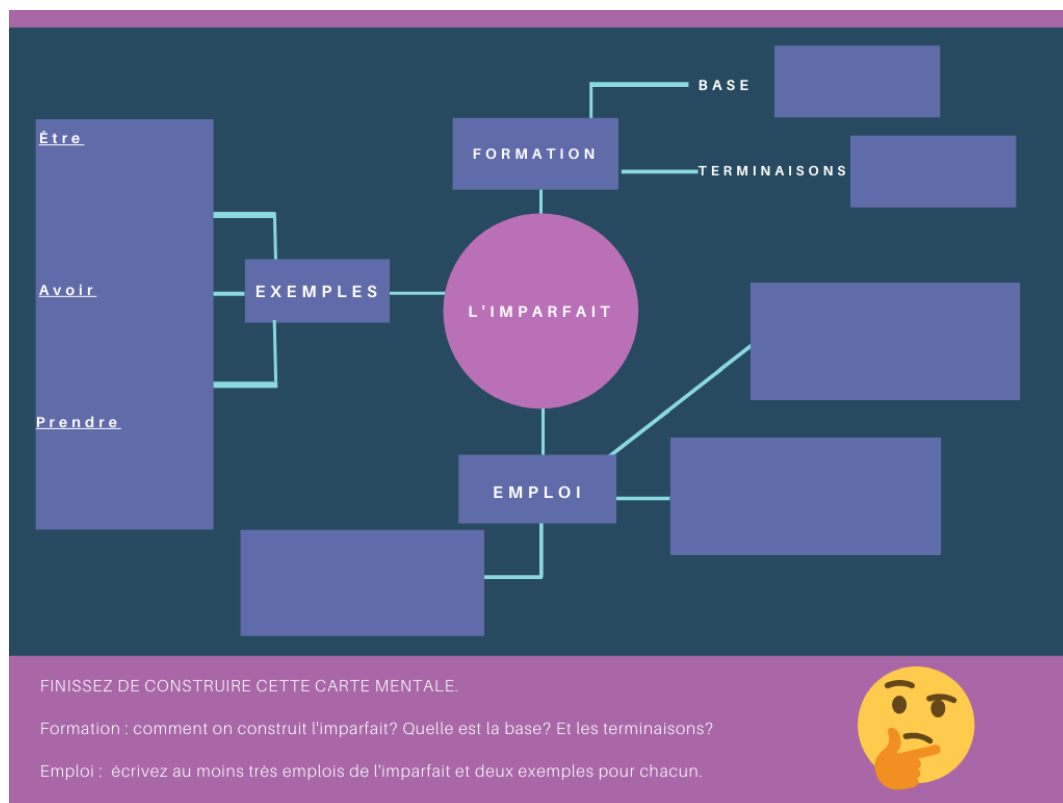 BASE
FORMATION
TERMINAISONS
Être
EXEMPLES
Avoir
L'IMPARFAIT
Prendre
EMPLOI
FINISSEZ DE CONSTRUIRE CETTE CARTE MENTALE.
Formation : comment on construit l'imparfait? Quelle est la base? Et les terminaisons?
Emploi : écrivez au moins très emplois de l'imparfait et deux exemples pour chacun.